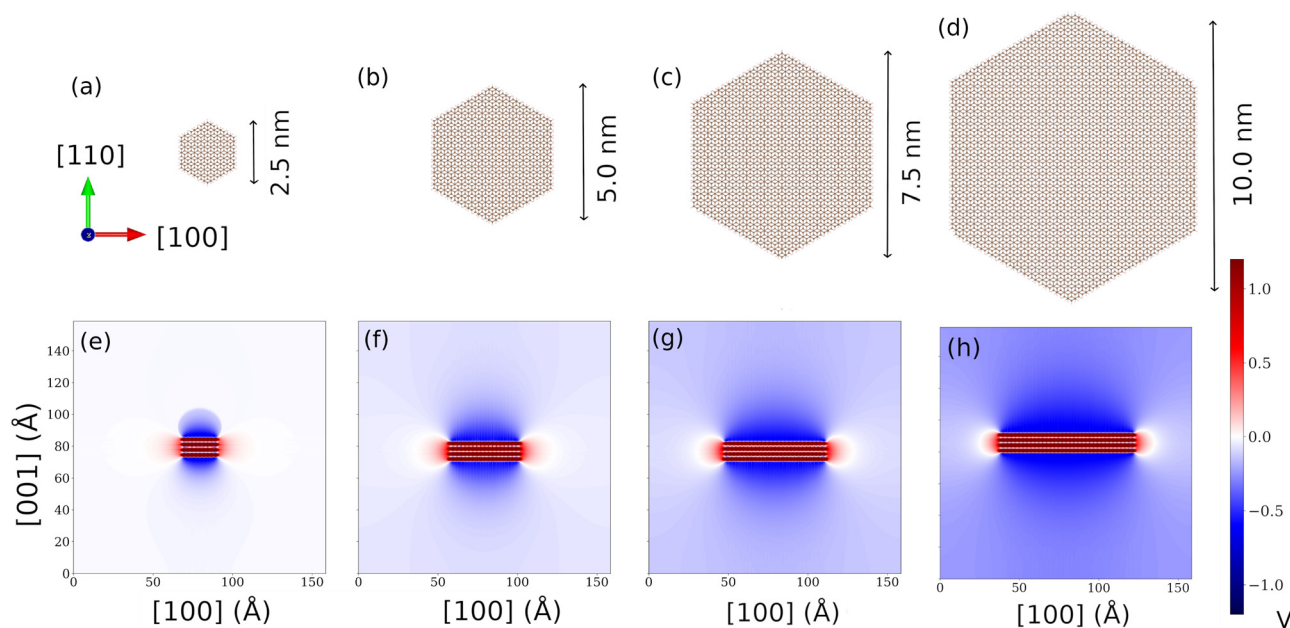 (a)
[110]
[100]
2.5 nm
(b)
5.0 nm
(c)
7.5 nm
(d)
10.0 nm
(e)
[001] (Å)
140
120
100
80
60
40
20
0
0 50 100 150
[100] (Å)
(f)
0 50 100 150
[100] (Å)
(g)
0 50 100 150
[100] (Å)
(h)
0 50 100 150
[100] (Å)
1.0
0.5
0.0
−0.5
−1.0
V